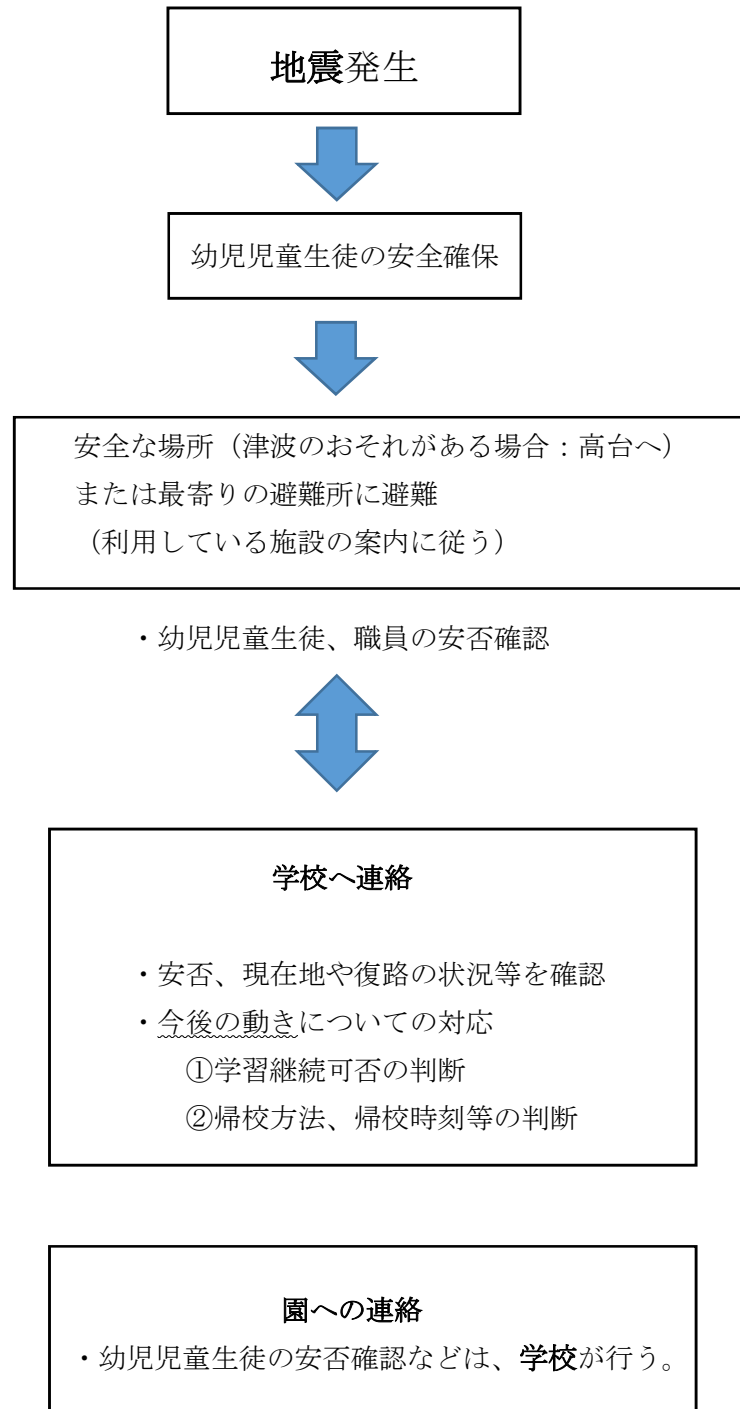 地震発生
幼児児童生徒の安全確保
安全な場所（津波のおそれがある場合：高台へ）
または最寄りの避難所に避難
（利用している施設の案内に従う）
・幼児児童生徒、職員の安否確認
学校へ連絡
・安否、現在地や復路の状況等を確認
・今後の動きについての対応
①学習継続可否の判断
②帰校方法、帰校時刻等の判断
園への連絡
・幼児児童生徒の安否確認などは、学校が行う。